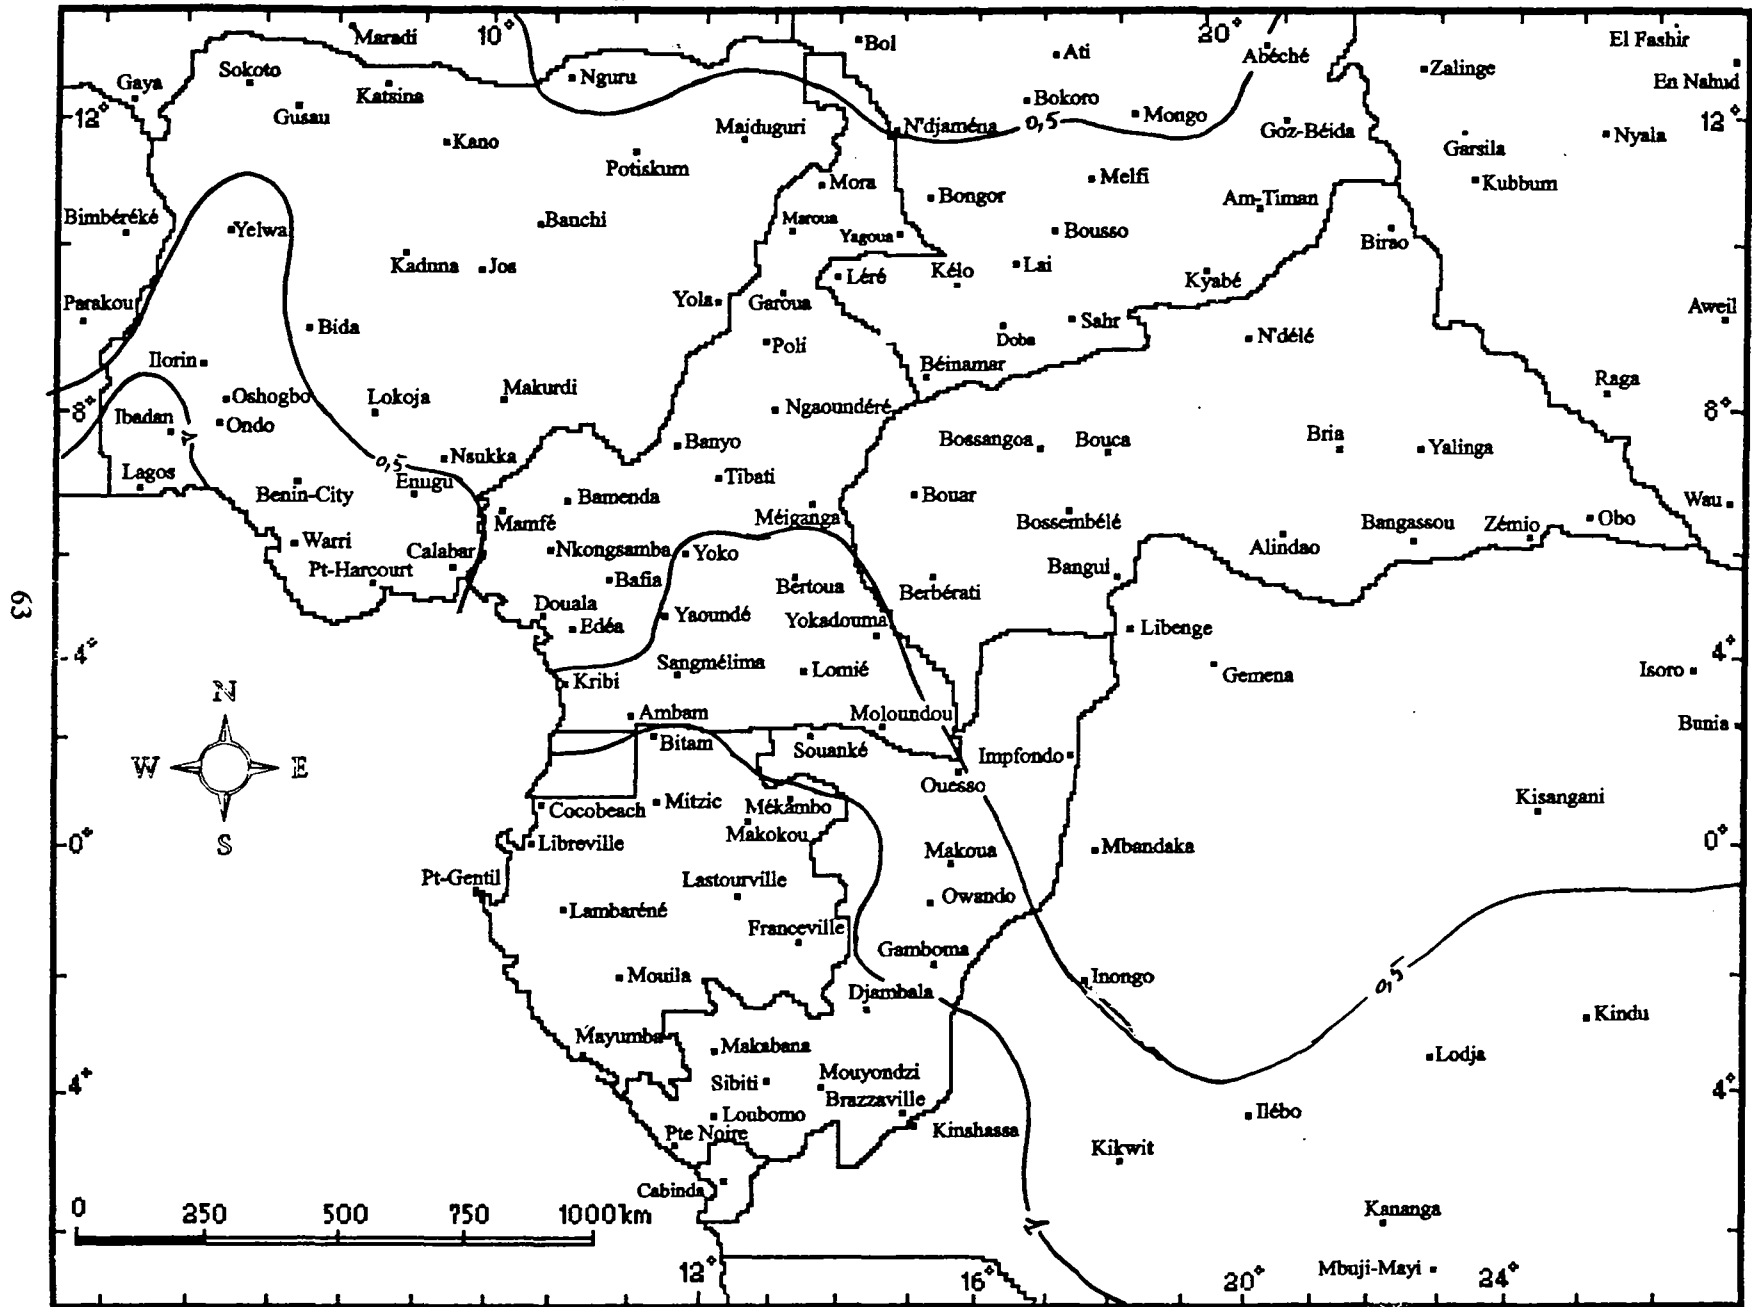 Maradi
10°
Bol
20°
El Fashir
Gaya
Sokoto
Nguru
Ati
Abéché
Zalinge
En Nahud
Katsina
Gusau
12°
Bokoro
Mongo
12°
Maiduguri
N'djaména
0,5
Goz-Béida
Garsila
Nyala
Kano
Potiskum
Mora
Bongor
Melfi
Am-Timan
Kubbum
Bimbéréké
Yelwa
Banchi
Maroua
Yagoua
Bousso
Birao
Kadnna
Jos
Léré
Kélo
Lai
Kyabé
Parakou
Yola
Garoua
Aweil
Bida
Sahr
N'délé
Ilorin
Poli
Doba
Béinamar
Raga
Oshogbo
Lokoja
Makurdi
Ngaoundéré
8°
8°
Ibadan
Ondo
Banyo
Bossangoa
Bouca
Bria
Yalinga
1
0,5
Nsukka
Lagos
Enugu
Tibati
Benin-City
Bamenda
Bouar
Wau
Mamfé
Méiganga
Bossembélé
Bangassou
Zémio
Obo
Warri
Calabar
Nkongsamba
Yoko
Alindao
Pt-Harcourt
Bafia
Bertoua
Berbérati
Bangui
Douala
Edéa
Yaoundé
Yokadouma
Libenge
63
4°
Sangmélima
Lomié
Gemena
Isoro
4°
N
Kribi
Ambam
Moloundou
Bunia
Bitam
Souanké
Impfondo
W
E
Ouesso
Cocobeach
Mitzic
Mékambo
Kisangani
S
0°
Makokou
Libreville
Makoua
Mbandaka
0°
Pt-Gentil
Lastourville
Owando
Lambaréné
Franceville
Gamboma
Mouila
Inongo
0,5
Djambala
Kindu
Mayumba
Makabana
Lodja
4°
Sibiti
Mouyondzi
4°
Brazzaville
Loubomo
Ilébo
Pte Noire
Kinshassa
Kikwit
Cabinda
0
250
500
750
1000km
1
Kananga
12°
16°
20°
Mbuji-Mayi
24°